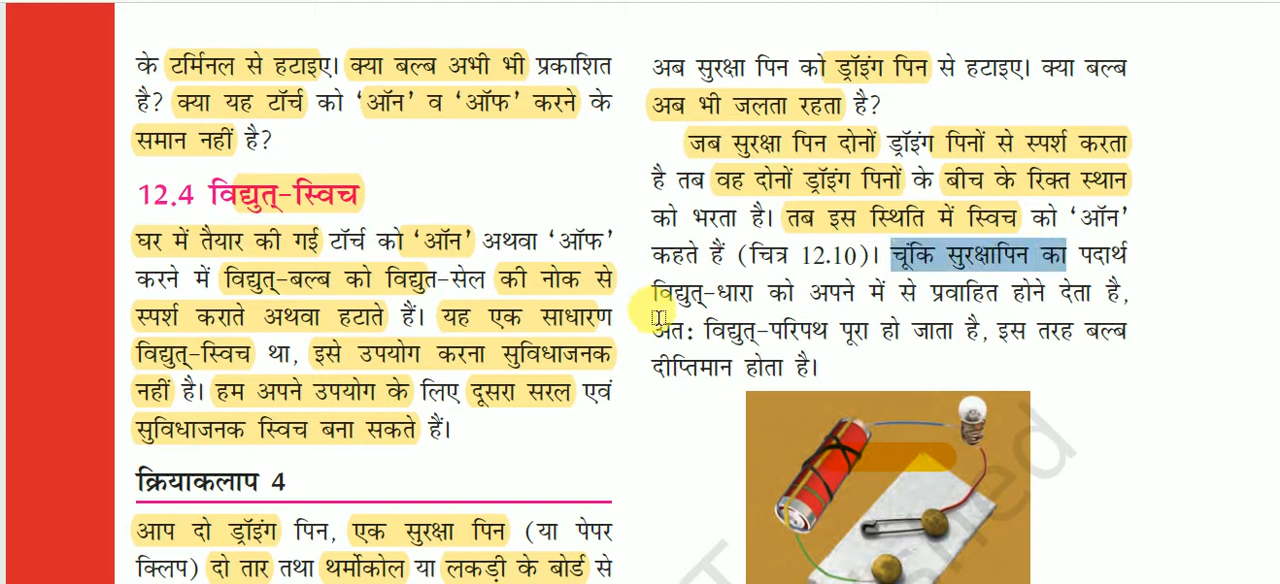 के टर्मिनल से हटाइए। क्या बल्ब अभी भी प्रकाशित
है? क्या यह टॉर्च को ‘ऑन’ व ‘ऑफ’ करने के
समान नहीं है?
12.4 विद्युत्-स्विच
घर में तैयार की गई टॉर्च को ‘ऑन’ अथवा ‘ऑफ’
करने में विद्युत्-बल्ब को विद्युत-सेल की नोक से
स्पर्श कराते अथवा हटाते हैं। यह एक साधारण
विद्युत्-स्विच था, इसे उपयोग करना सुविधाजनक
नहीं है। हम अपने उपयोग के लिए दूसरा सरल एवं
सुविधाजनक स्विच बना सकते हैं।
क्रियाकलाप 4
आप दो ड्रॉइंग पिन, एक सुरक्षा पिन (या पेपर
क्लिप) दो तार तथा थर्मोकोल या लकड़ी के बोर्ड से
अब सुरक्षा पिन को ड्रॉइंग पिन से हटाइए। क्या बल्ब
अब भी जलता रहता है?
जब सुरक्षा पिन दोनों ड्रॉइंग पिनों से स्पर्श करता
है तब वह दोनों ड्रॉइंग पिनों के बीच के रिक्त स्थान
को भरता है। तब इस स्थिति में स्विच को ‘ऑन’
कहते हैं (चित्र 12.10)। चूंकि सुरक्षापिन का पदार्थ
विद्युत्-धारा को अपने में से प्रवाहित होने देता है,
अत: विद्युत्-परिपथ पूरा हो जाता है, इस तरह बल्ब
दीप्तिमान होता है।